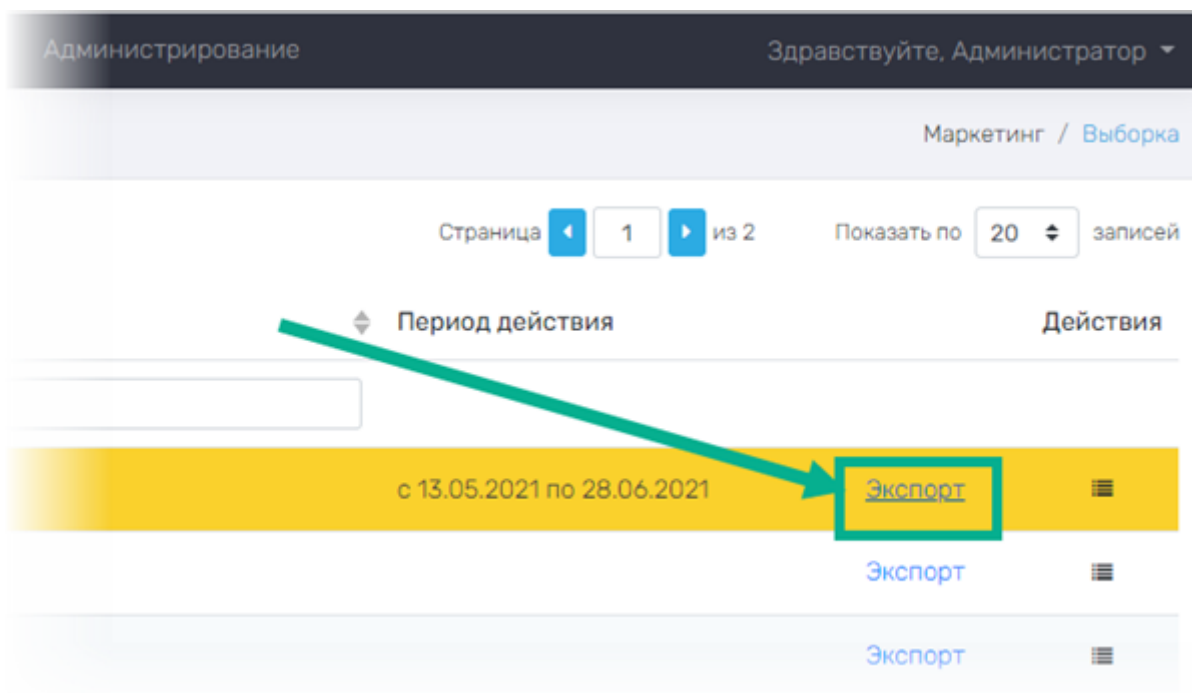 Администрирование Здравствуйте, Администратор
Маркетинг / Выборка
Страница 1 из 2 Показать по 20 записей
Период действия Действия
с 13.05.2021 по 28.06.2021 Экспорт
Экспорт
Экспорт